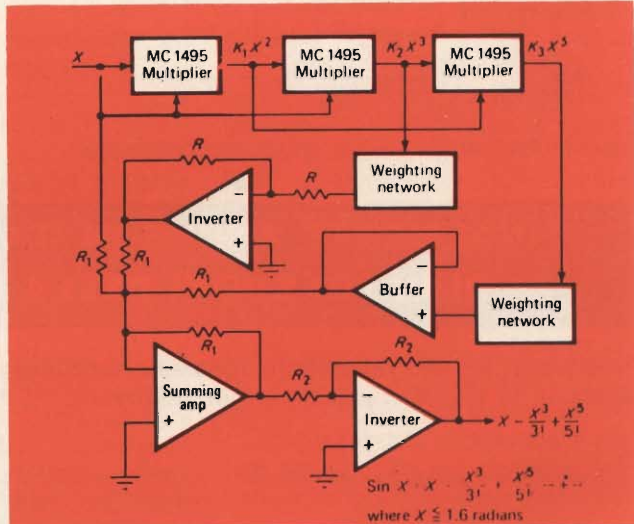 X
MC 1495
Multiplier
K₁X²
MC 1495
Multiplier
K₂X³
MC 1495
Multiplier
K₃X⁵
R
R
Weighting
network
−
Inverter
+
R₁
R₁
R₁
−
Buffer
+
Weighting
network
R₁
−
Summing
amp
+
R₂
R₂
−
Inverter
+
X − X³/3! + X⁵/5!
Sin X X X³/3! + X⁵/5!
where X ≦ 1.6 radians